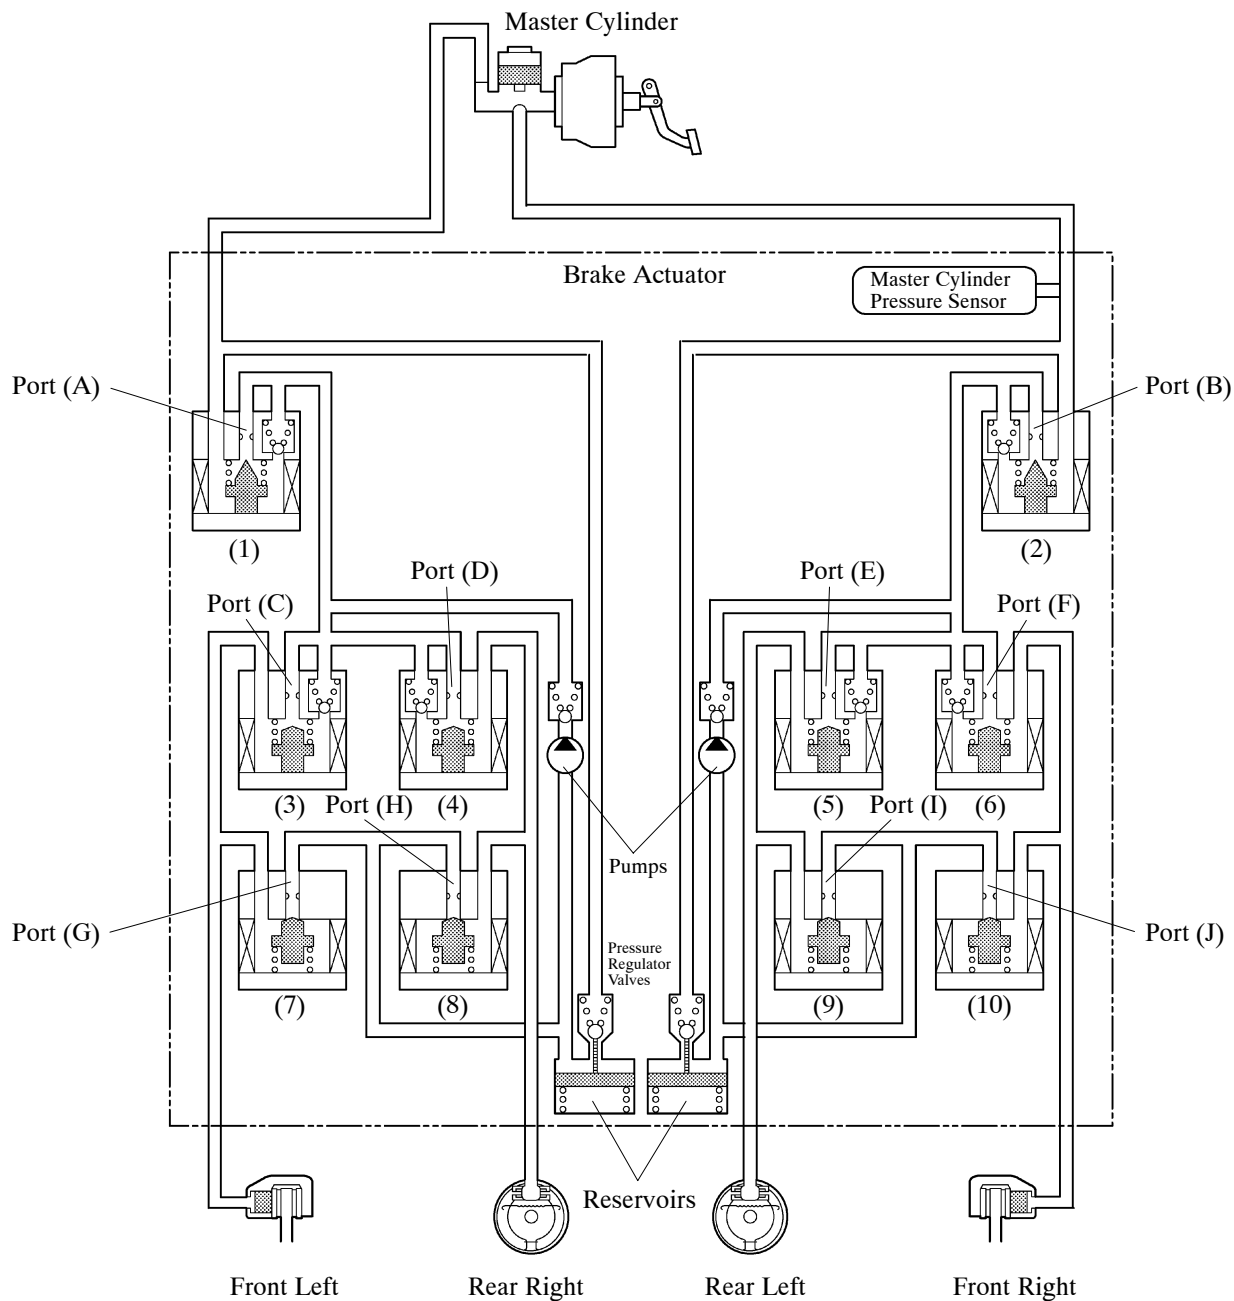 Master Cylinder
Brake Actuator
Master Cylinder
Pressure Sensor
Port (A)
Port (B)
(1)
(2)
Port (D)
Port (E)
Port (C)
Port (F)
(3)
Port (H)
(4)
(5)
Port (I)
(6)
Pumps
Port (G)
Port (J)
Pressure
Regulator
Valves
(7)
(8)
(9)
(10)
Reservoirs
Front Left
Rear Right
Rear Left
Front Right